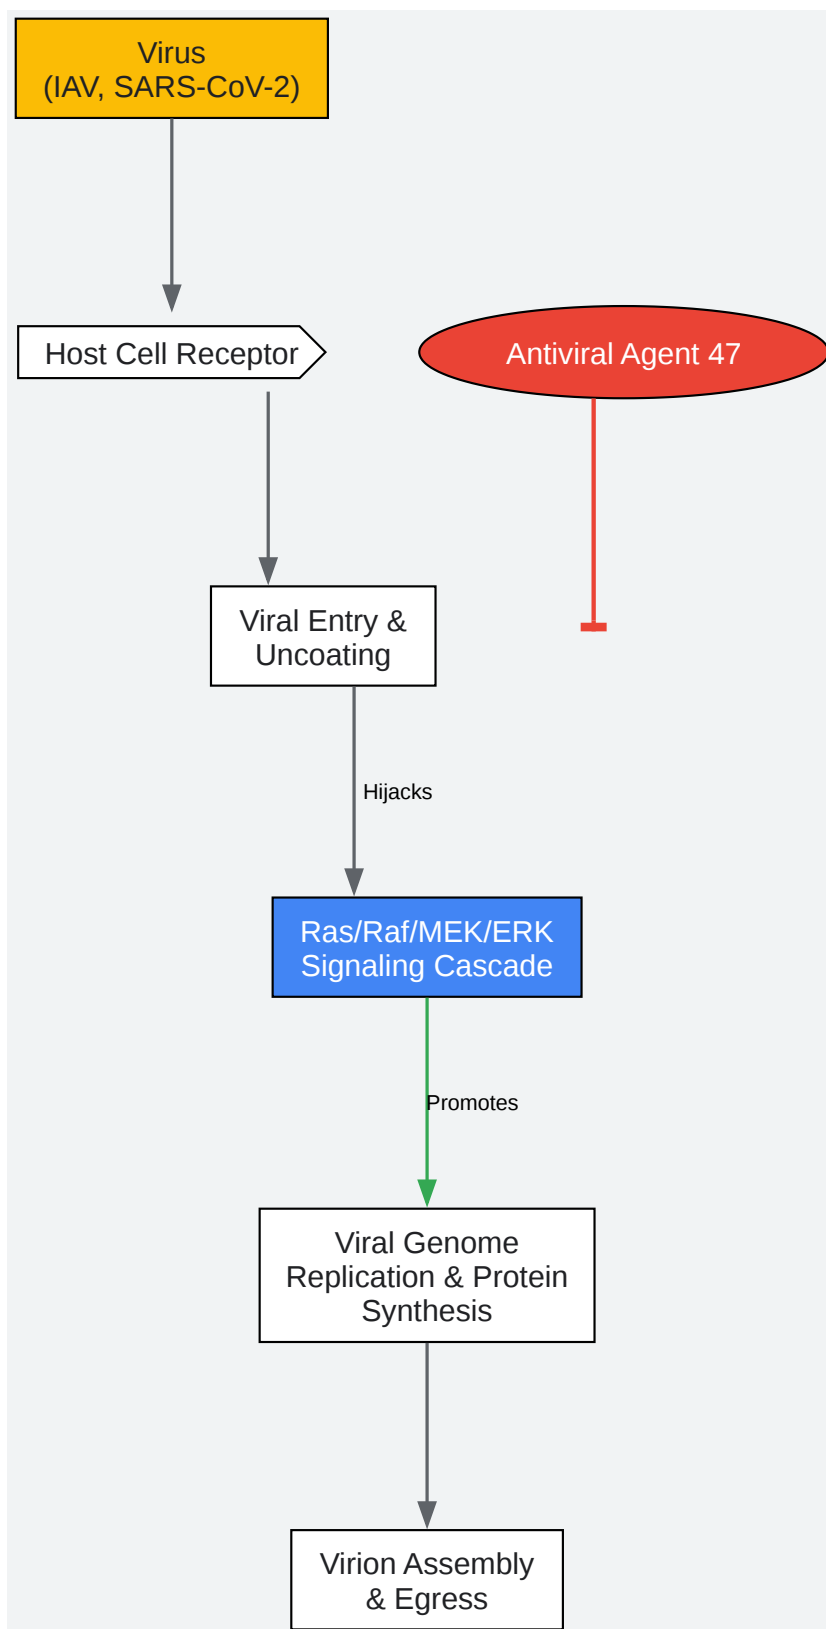 Virus
(IAV, SARS-CoV-2)
Host Cell Receptor
Antiviral Agent 47
Viral Entry &
Uncoating
Hijacks
Ras/Raf/MEK/ERK
Signaling Cascade
Promotes
Viral Genome
Replication & Protein
Synthesis
Virion Assembly
& Egress